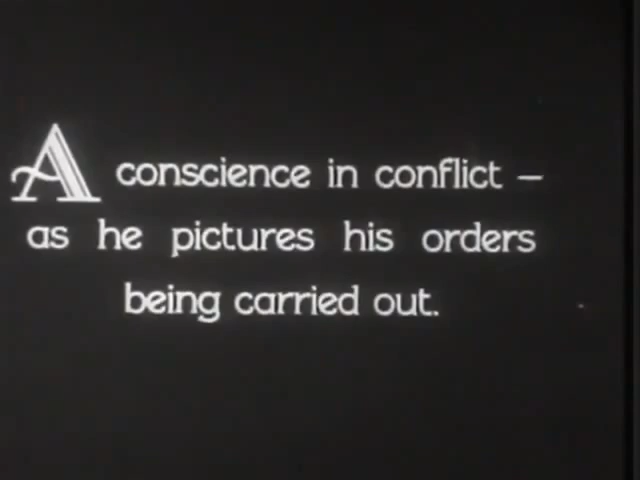 A conscience in conflict –
as he pictures his orders
being carried out.